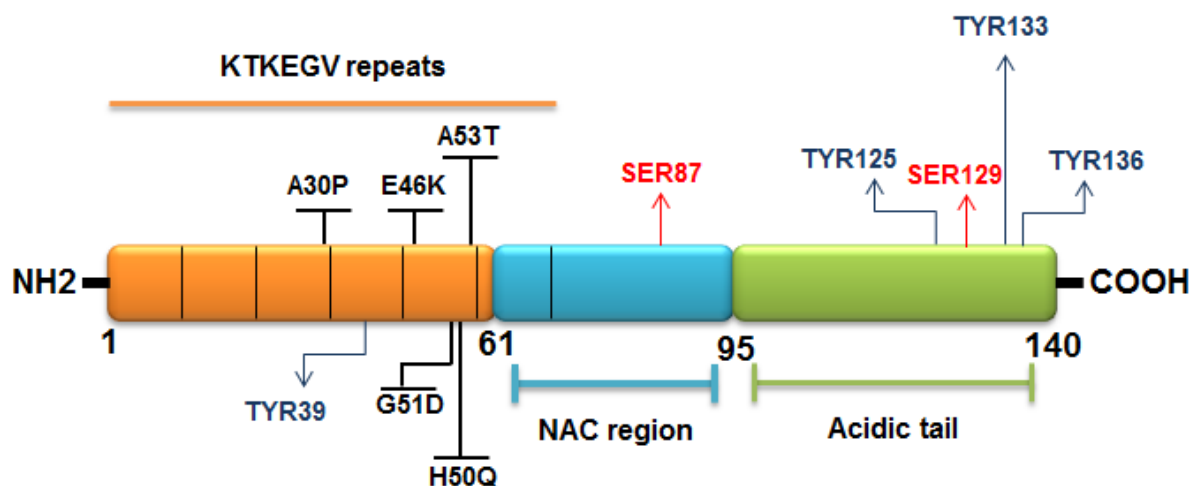 TYR133
KTKEGV repeats
A53T
TYR125
TYR136
A30P
E46K
SER87
SER129
NH2
COOH
1
61
95
140
TYR39
G51D
NAC region
Acidic tail
H50Q